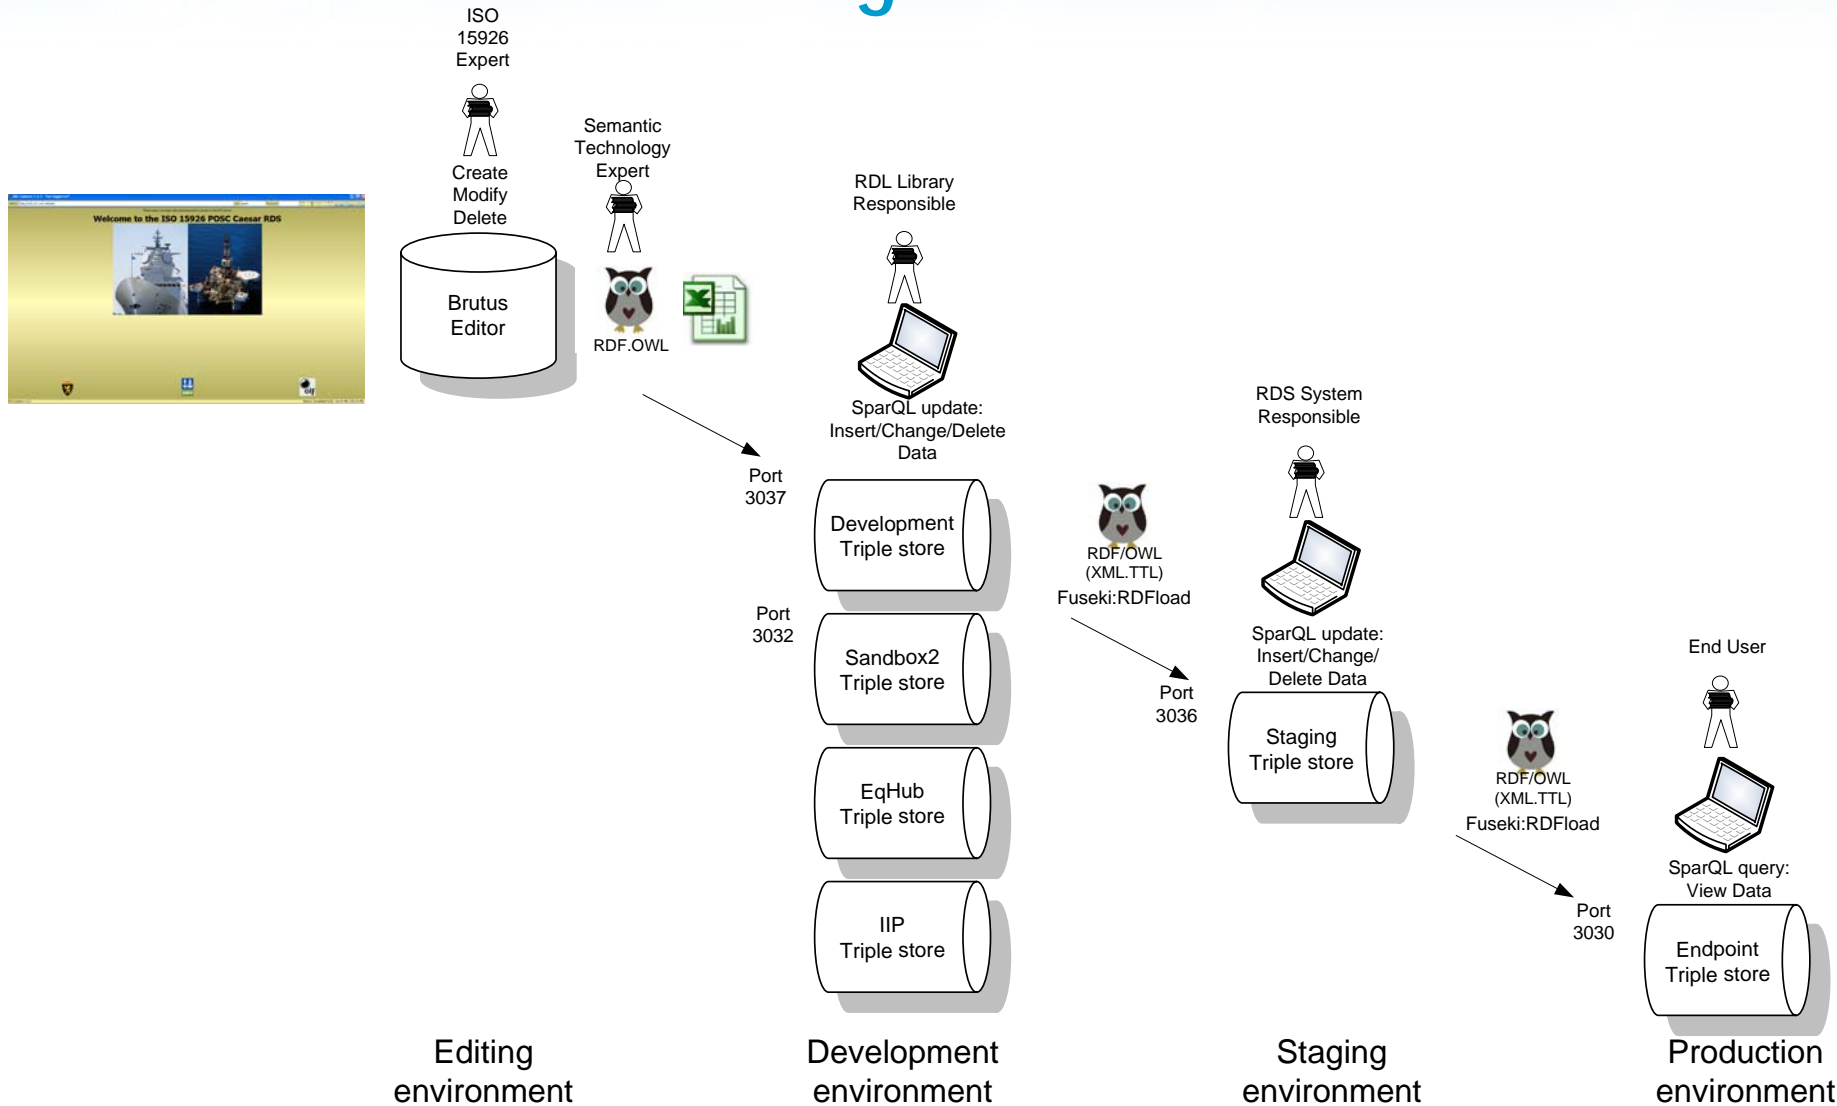 ISO
15926
Expert
Create
Modify
Delete
Semantic
Technology
Expert
Welcome to the ISO 15926 POSC Caesar RDS
Brutus
Editor
RDF.OWL
RDL Library
Responsible
SparQL update:
Insert/Change/Delete
Data
Port
3037
Development
Triple store
Port
3032
Sandbox2
Triple store
EqHub
Triple store
IIP
Triple store
RDF/OWL
(XML.TTL)
Fuseki:RDFload
RDS System
Responsible
SparQL update:
Insert/Change/
Delete Data
Port
3036
Staging
Triple store
RDF/OWL
(XML.TTL)
Fuseki:RDFload
End User
SparQL query:
View Data
Port
3030
Endpoint
Triple store
Editing
environment
Development
environment
Staging
environment
Production
environment